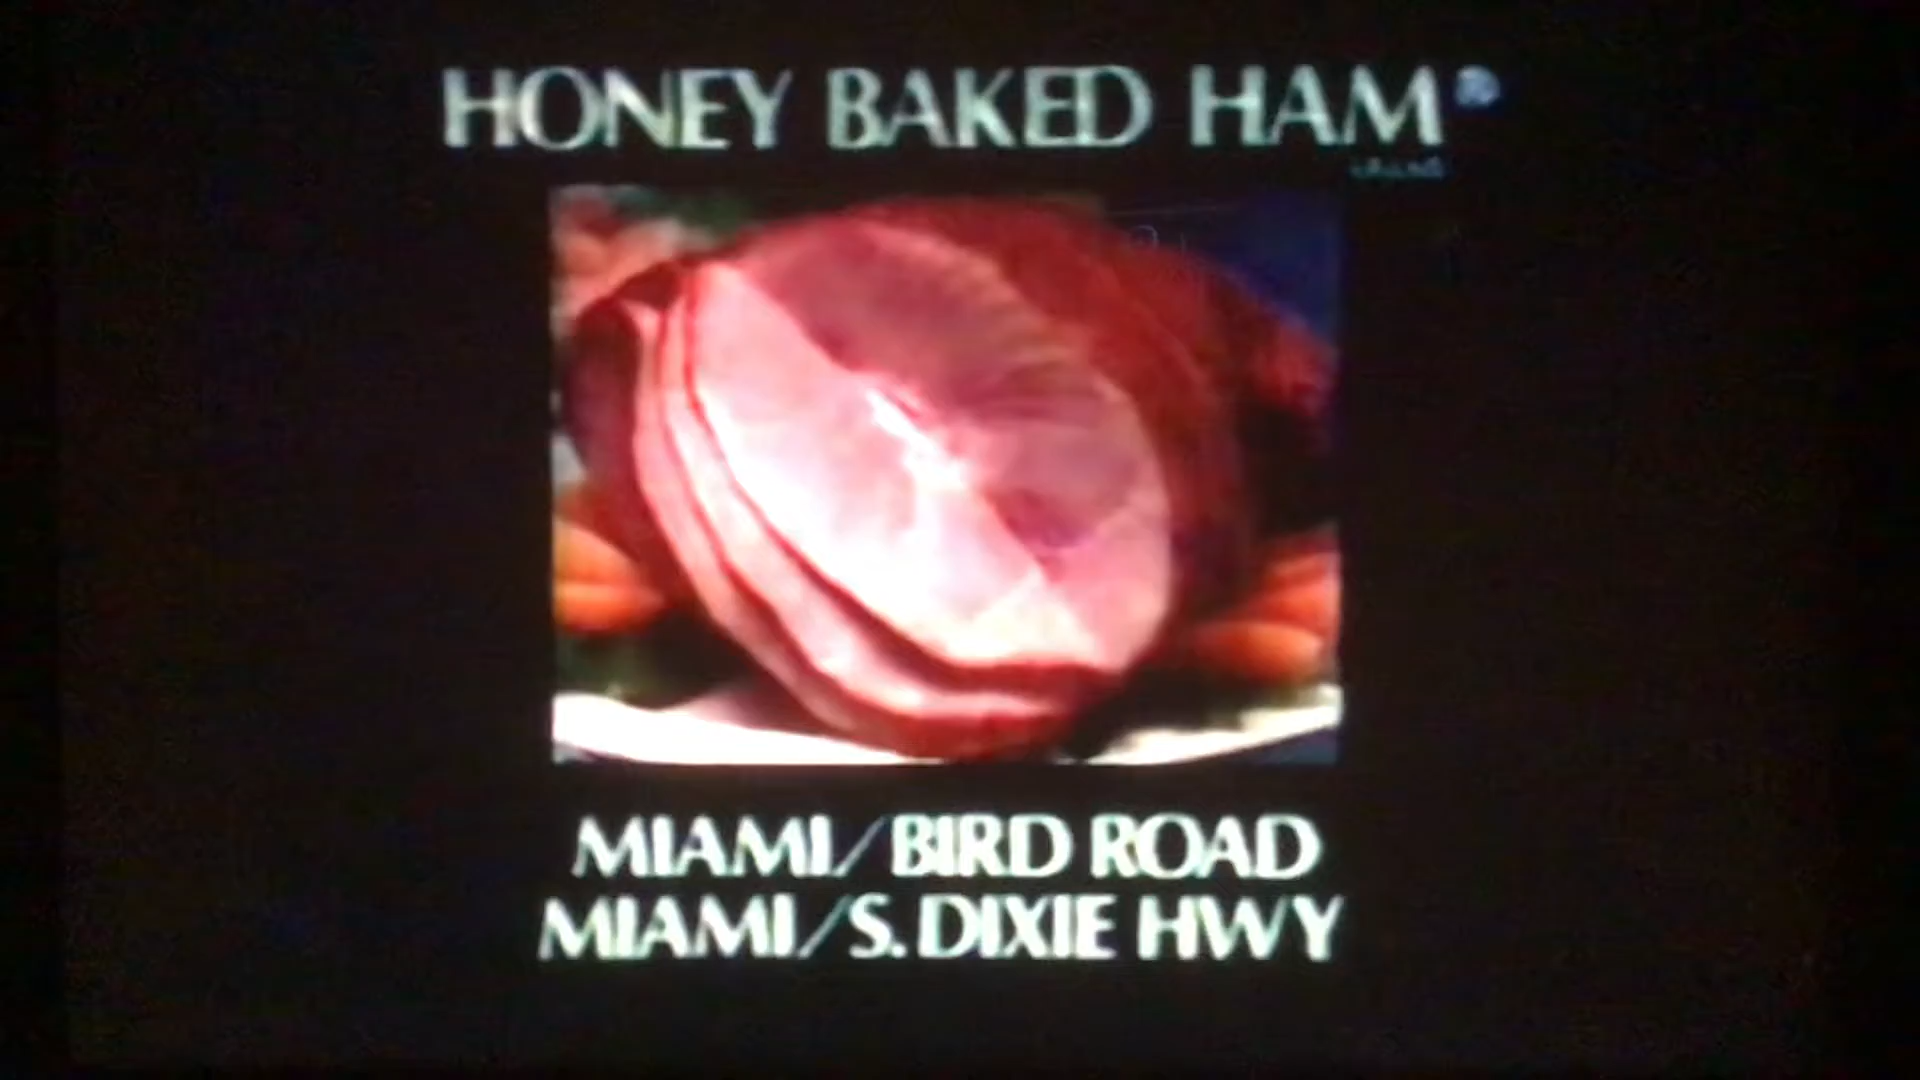 HONEY BAKED HAM®
MIAMI/BIRD ROAD
MIAMI/S. DIXIE HWY